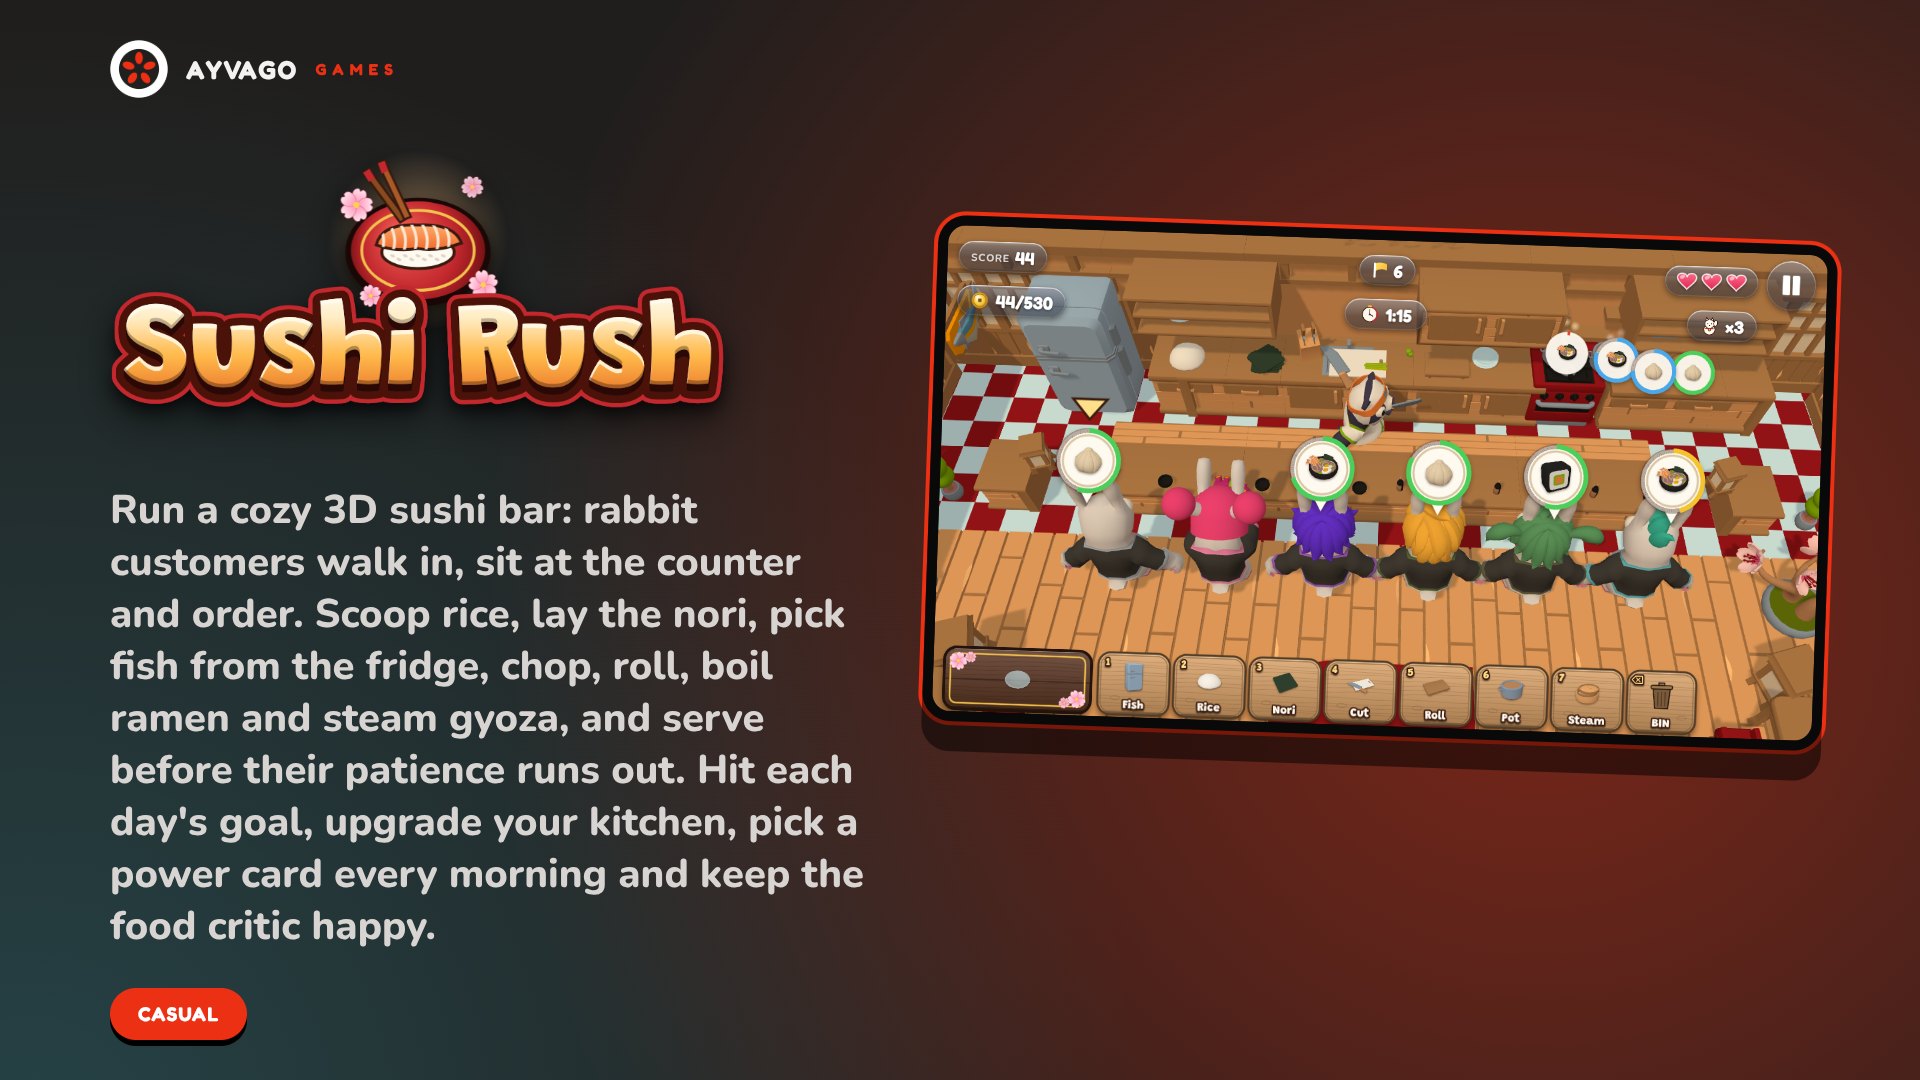 AYVAGO GAMES
Sushi Rush
Run a cozy 3D sushi bar: rabbit
customers walk in, sit at the counter
and order. Scoop rice, lay the nori, pick
fish from the fridge, chop, roll, boil
ramen and steam gyoza, and serve
before their patience runs out. Hit each
day's goal, upgrade your kitchen, pick a
power card every morning and keep the
food critic happy.
CASUAL
SCORE 44
44/530
6
1:15
x3
1 Fish
2 Rice
3 Nori
4 Cut
5 Roll
6 Pot
7 Steam
BIN